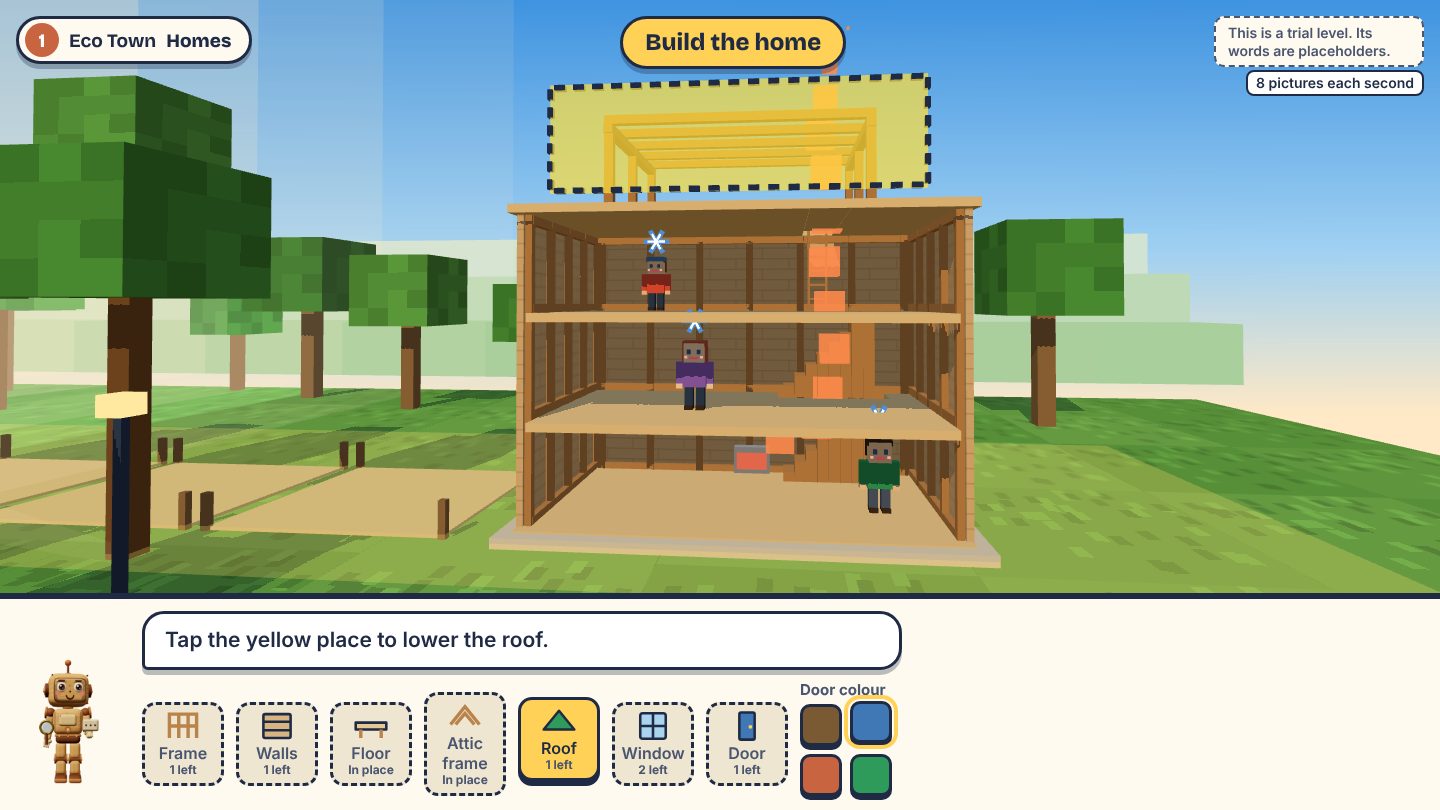 1 Eco Town Homes
Build the home
This is a trial level. Its
words are placeholders.
8 pictures each second
Tap the yellow place to lower the roof.
Door colour
Frame
1 left
Walls
1 left
Floor
In place
Attic
frame
In place
Roof
1 left
Window
2 left
Door
1 left